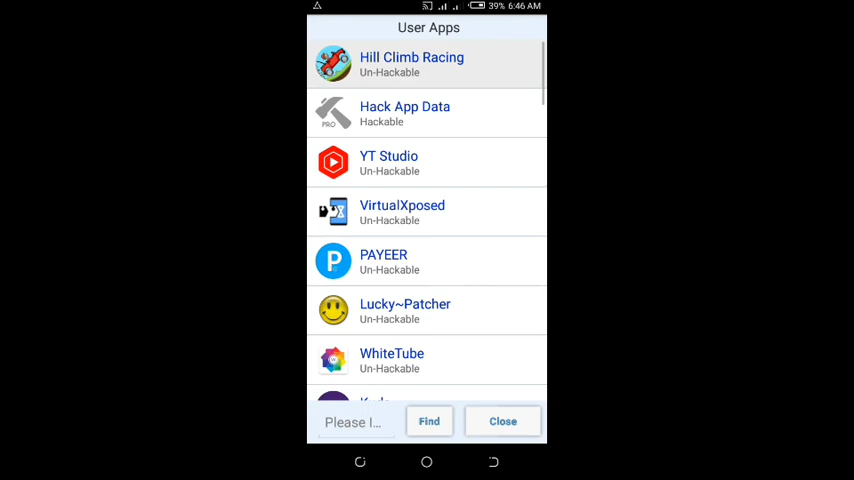 39% 6:46 AM
User Apps
Hill Climb Racing
Un-Hackable
Hack App Data
PRO
Hackable
YT Studio
Un-Hackable
VirtualXposed
Un-Hackable
P
PAYEER
Un-Hackable
Lucky~Patcher
Un-Hackable
W
WhiteTube
Un-Hackable
Please I...
Find
Close